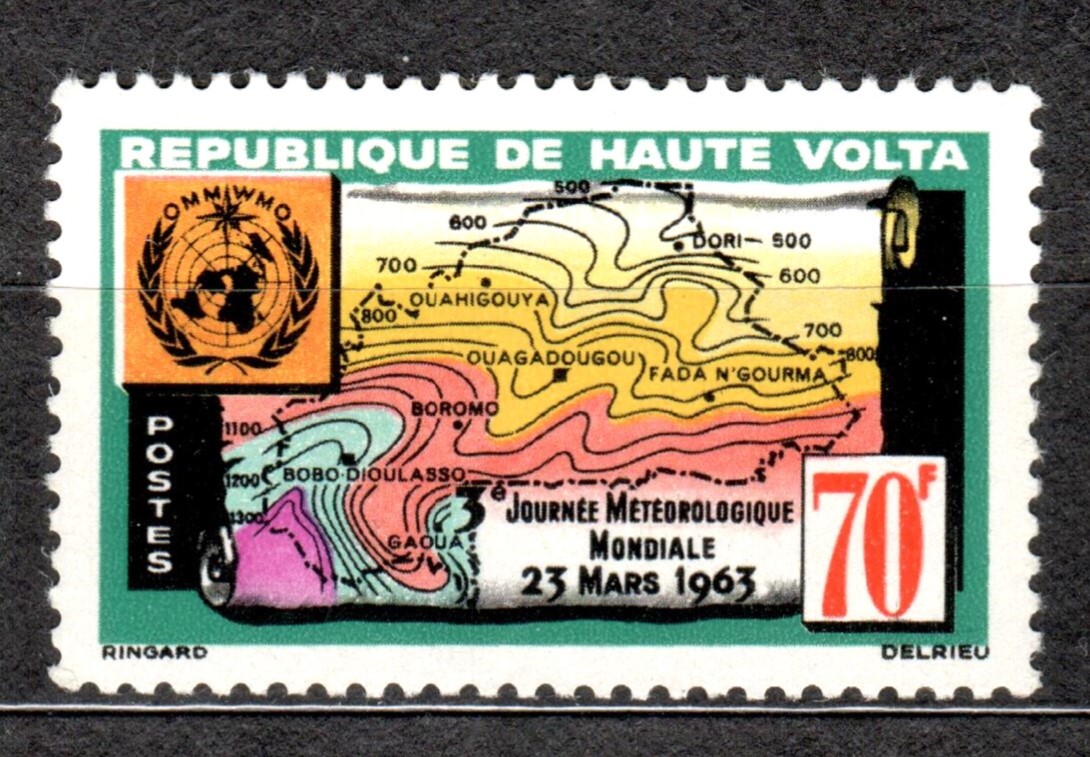 REPUBLIQUE DE HAUTE VOLTA
OMM WMO
500
600
DORI 500
700
600
OUAHIGOUYA
800
700
OUAGADOUGOU
800
FADA N'GOURMA
BOROMO
1100
POSTES
BOBO DIOULASSO
1200
1300
3e JOURNÉE MÉTÉOROLOGIQUE
GAOUA
MONDIALE
23 MARS 1963
70F
RINGARD
DELRIEU